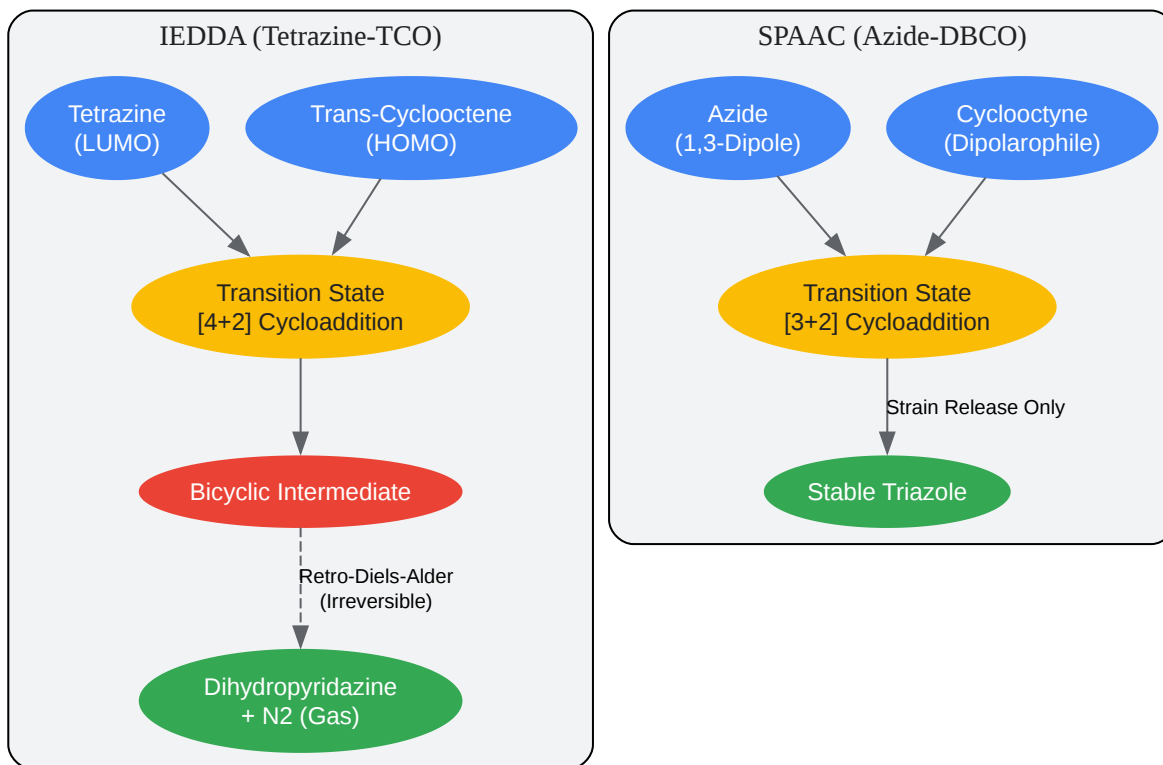 IEDDA (Tetrazine-TCO)
Tetrazine
(LUMO)
Trans-Cyclooctene
(HOMO)
Transition State
[4+2] Cycloaddition
Bicyclic Intermediate
Retro-Diels-Alder
(Irreversible)
Dihydropyridazine
+ N2 (Gas)
SPAAC (Azide-DBCO)
Azide
(1,3-Dipole)
Cyclooctyne
(Dipolarophile)
Transition State
[3+2] Cycloaddition
Strain Release Only
Stable Triazole